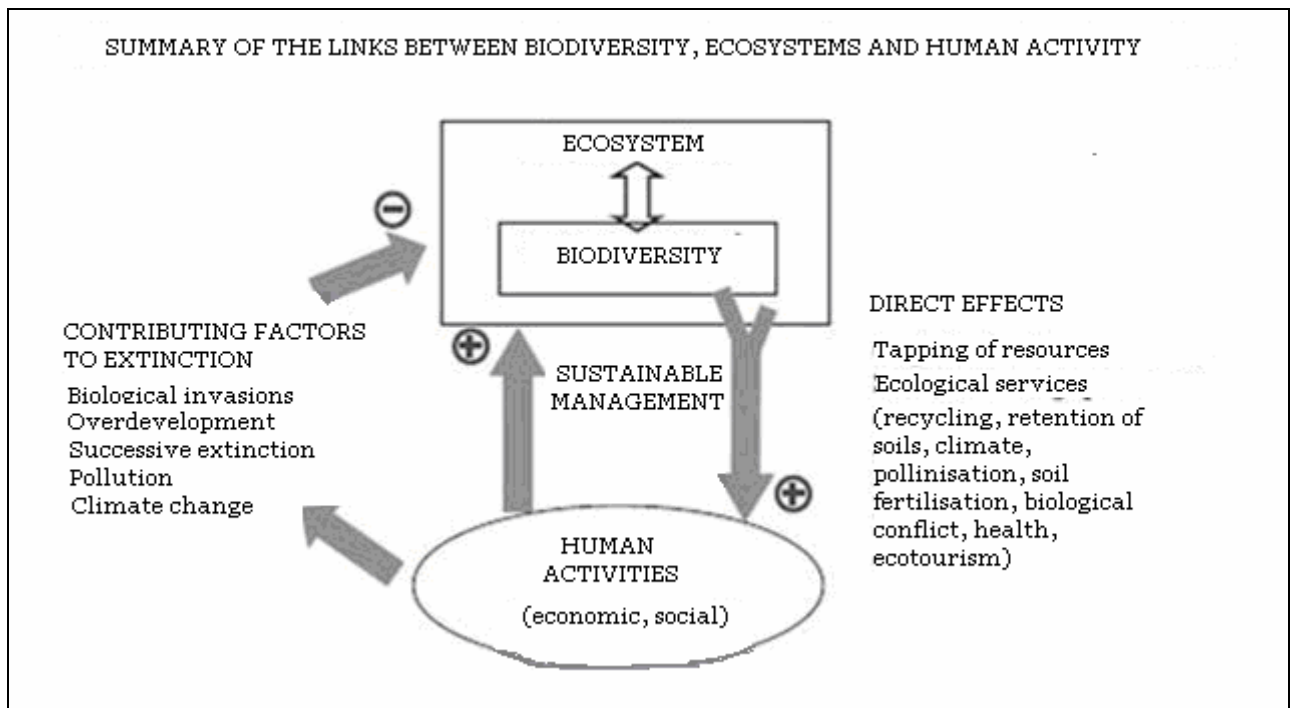 SUMMARY OF THE LINKS BETWEEN BIODIVERSITY, ECOSYSTEMS AND HUMAN ACTIVITY
ECOSYSTEM
BIODIVERSITY
CONTRIBUTING FACTORS
TO EXTINCTION
Biological invasions
Overdevelopment
Successive extinction
Pollution
Climate change
SUSTAINABLE
MANAGEMENT
DIRECT EFFECTS
Tapping of resources
Ecological services
(recycling, retention of
soils, climate,
pollinisation, soil
fertilisation, biological
conflict, health,
ecotourism)
HUMAN
ACTIVITIES
(economic, social)